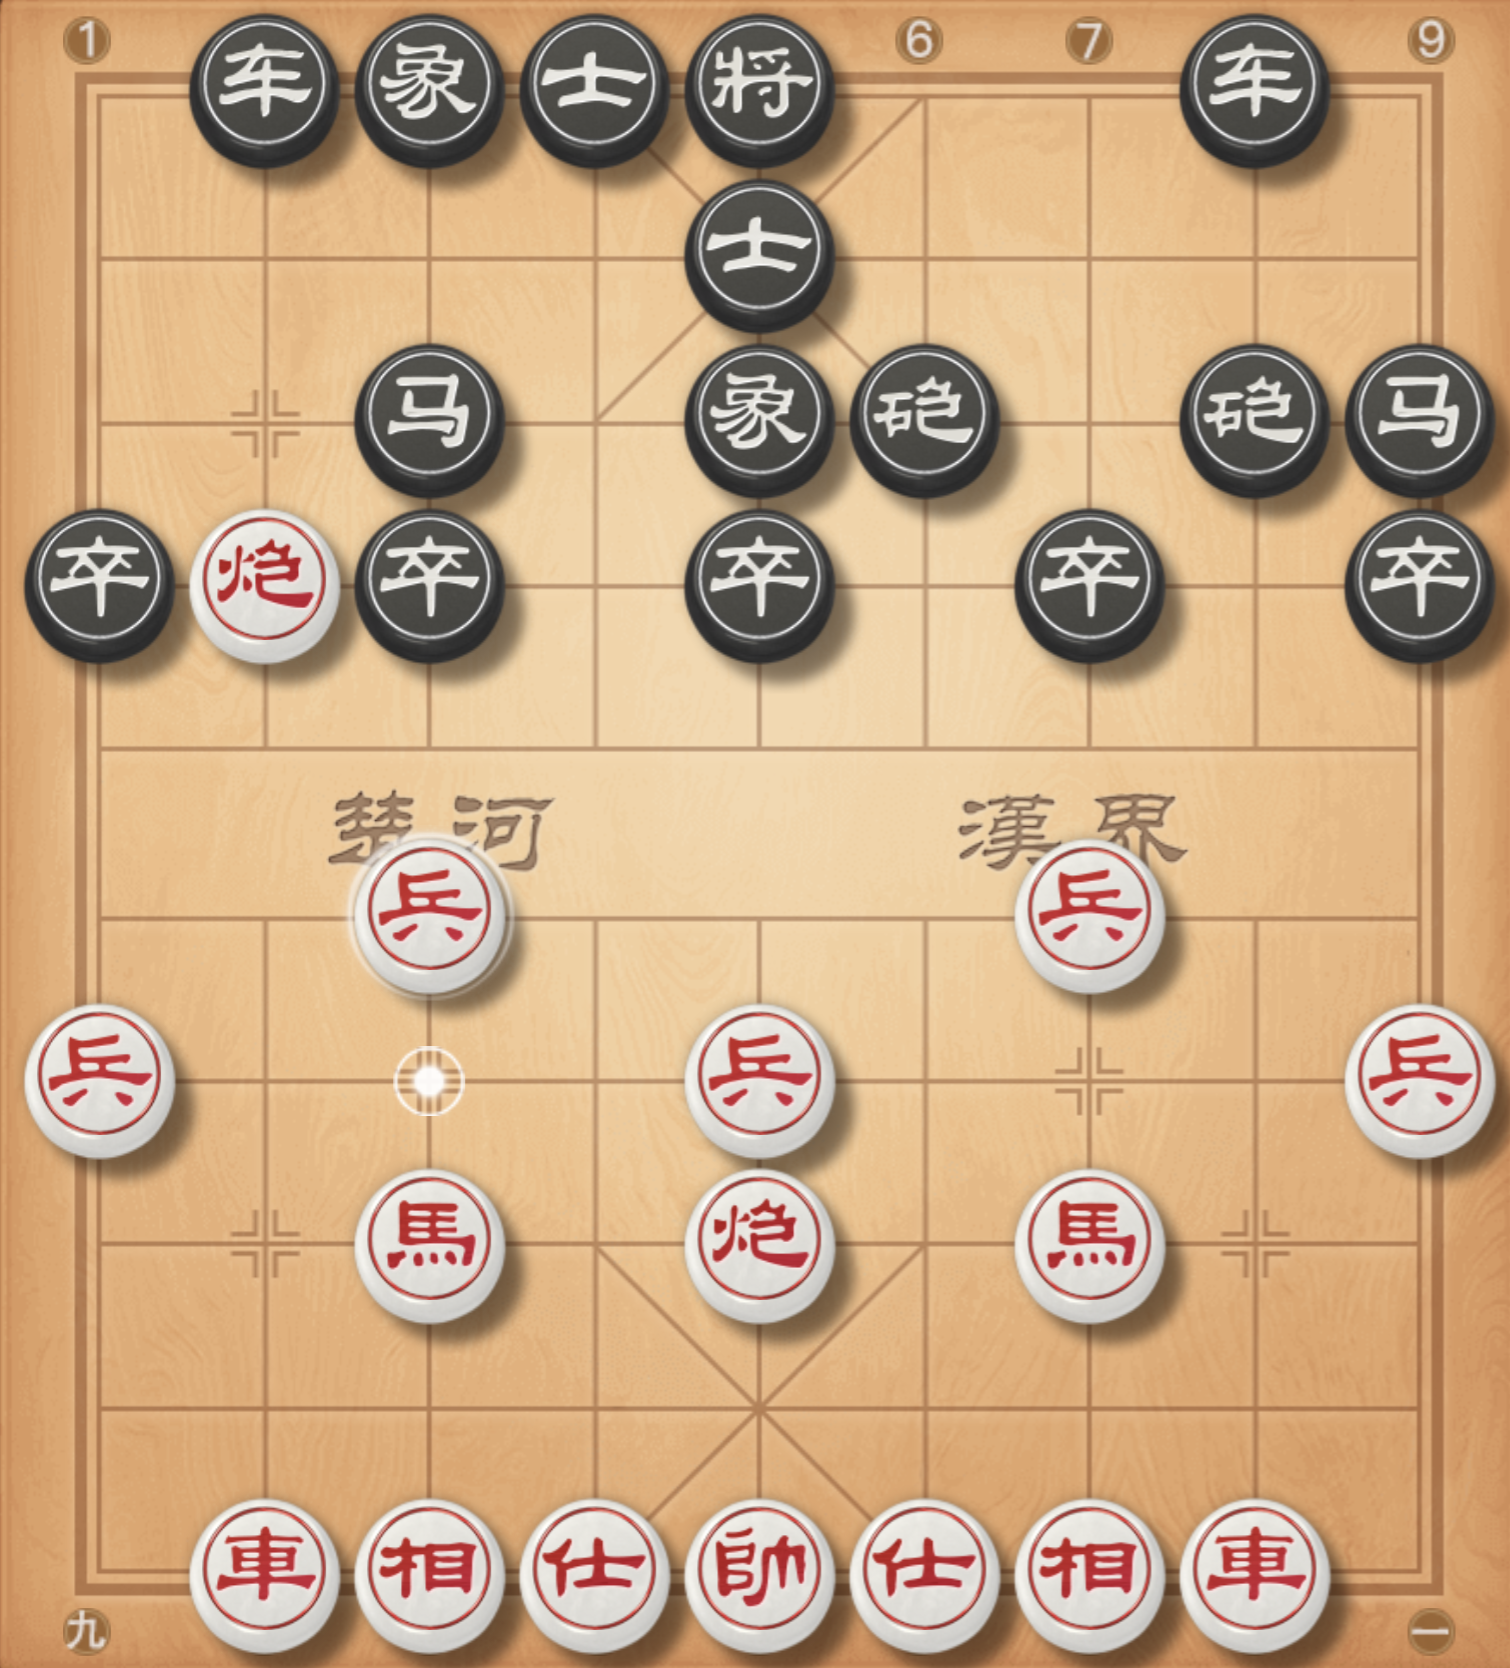 1 6 7 9
车 象 士 将 车
士
马 象 砲 砲 马
卒 炮 卒 卒 卒 卒
楚河 漢界
兵 兵
兵 兵 兵
馬 炮 馬
車 相 仕 帥 仕 相 車
九 一